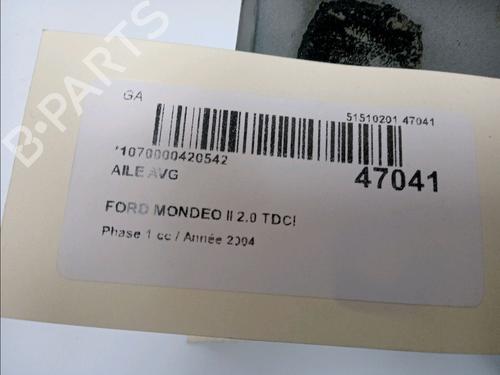 GA
51510201 47041
*1070000420542
47041
AILE AVG
FORD MONDEO II 2.0 TDCI
Phase 1 cc / Année 2004
B-PARTS